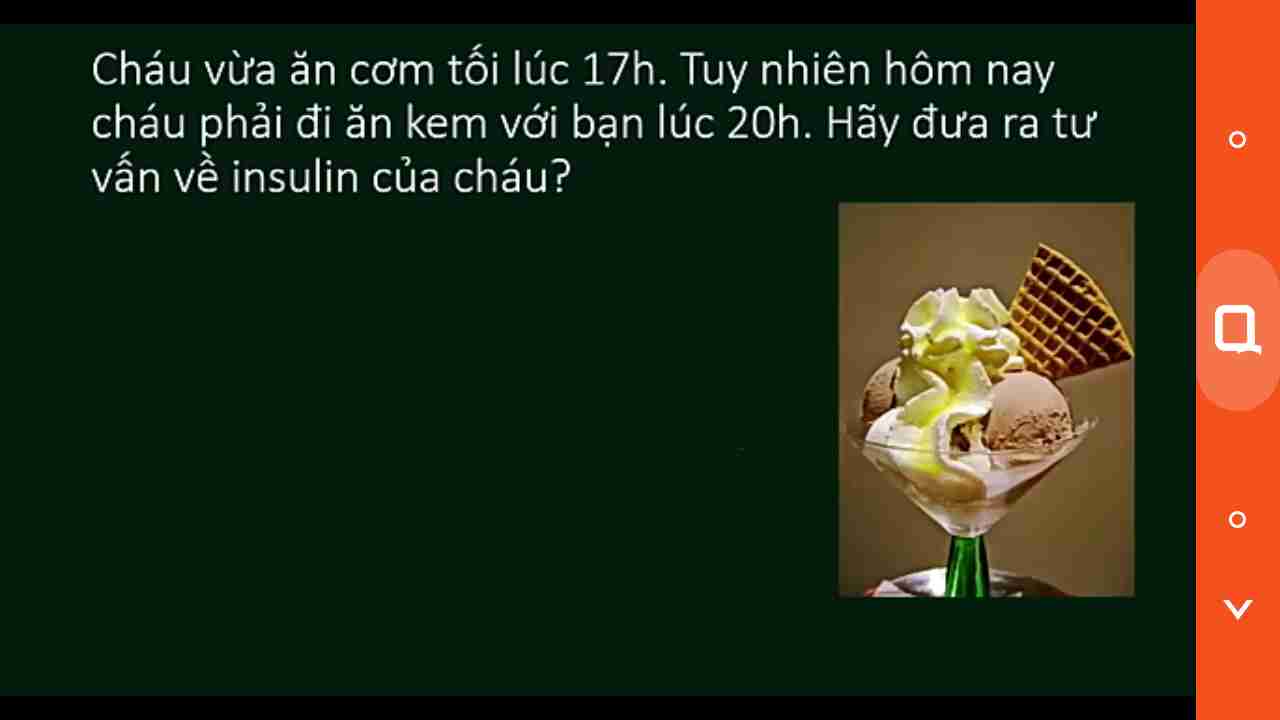 Cháu vừa ăn cơm tối lúc 17h. Tuy nhiên hôm nay
cháu phải đi ăn kem với bạn lúc 20h. Hãy đưa ra tư
vấn về insulin của cháu?